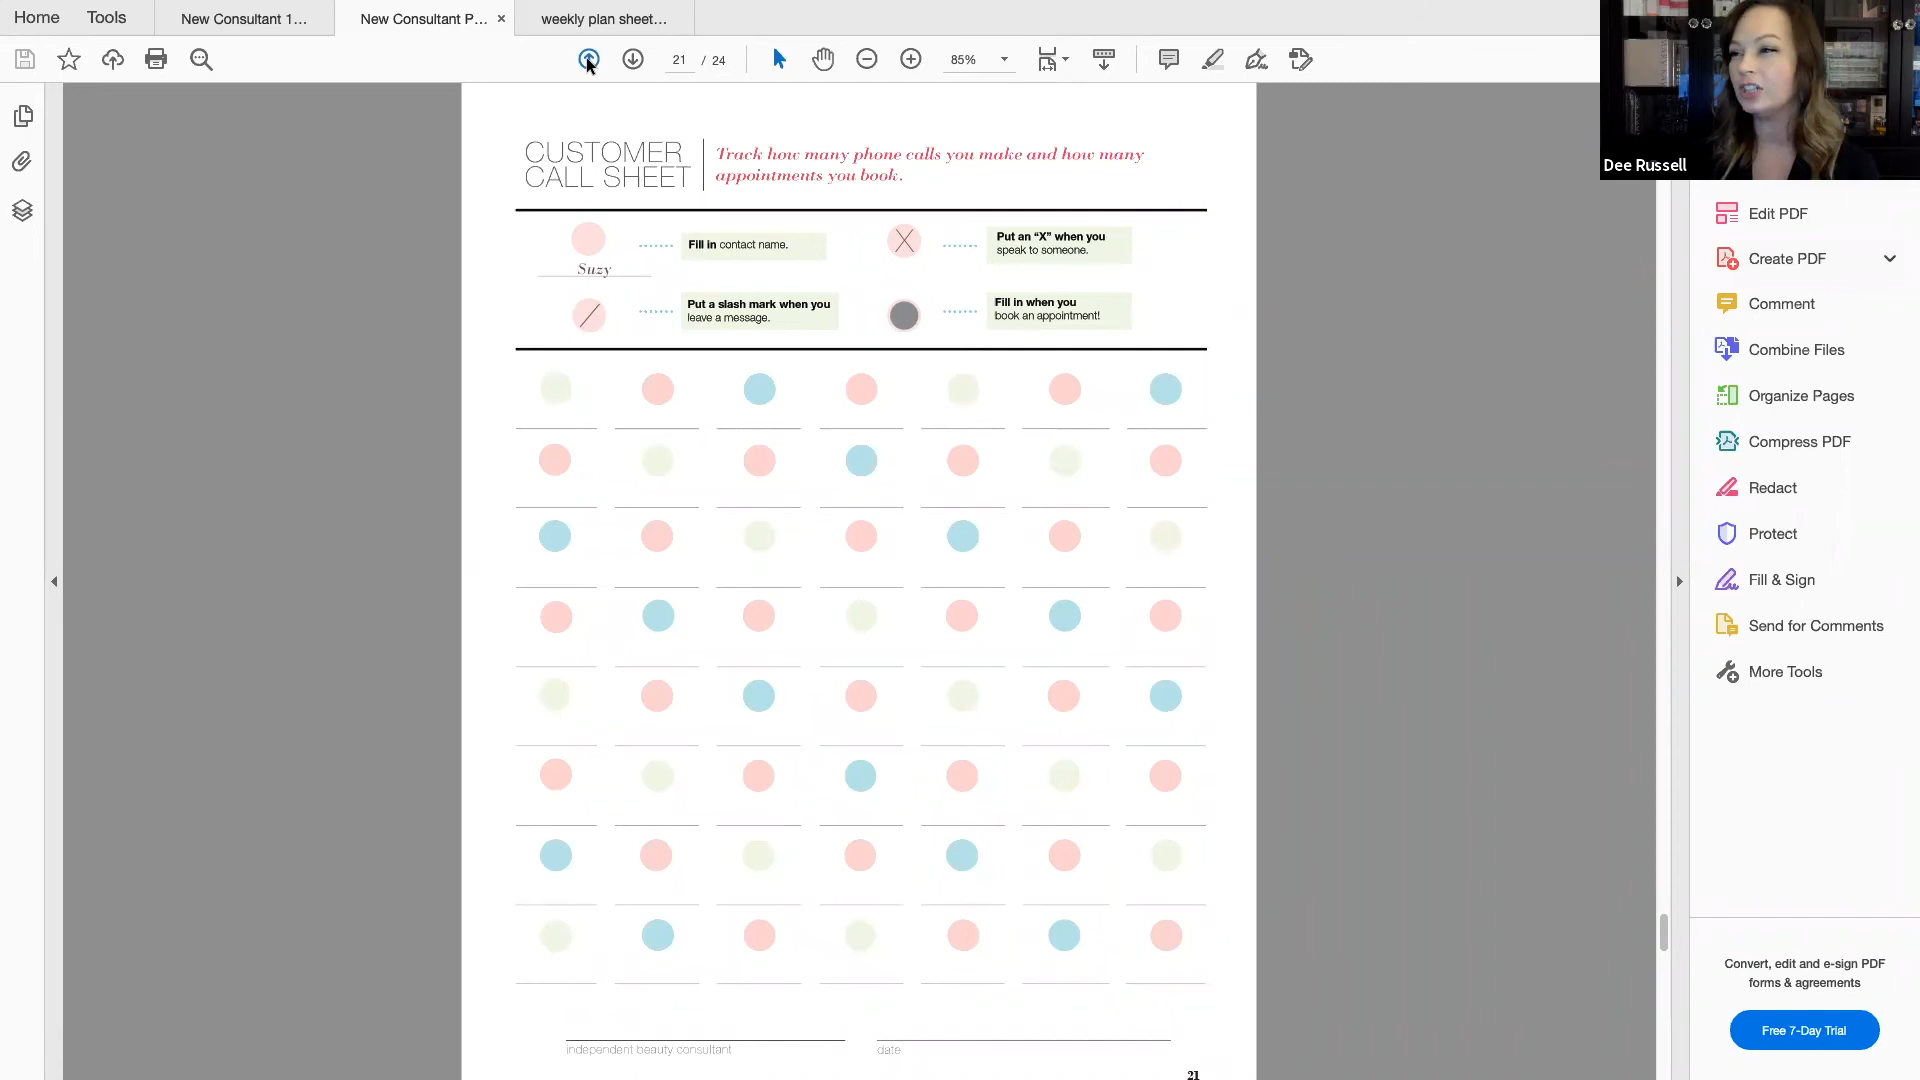 Home
Tools
New Consultant 1...
New Consultant P...
weekly plan sheet...
21 / 24
85%
Dee Russell
CUSTOMER
CALL SHEET
Track how many phone calls you make and how many
appointments you book.
Fill in contact name.
Suzy
Put an “X” when you
speak to someone.
Put a slash mark when you
leave a message.
Fill in when you
book an appointment!
independent beauty consultant
date
21
Edit PDF
Create PDF
Comment
Combine Files
Organize Pages
Compress PDF
Redact
Protect
Fill & Sign
Send for Comments
More Tools
Convert, edit and e-sign PDF
forms & agreements
Free 7-Day Trial